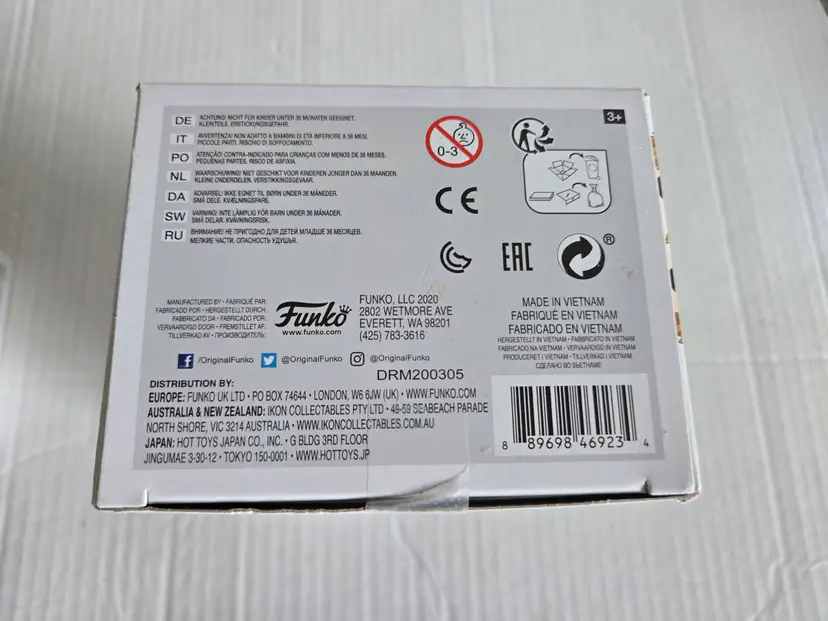 DE ACHTUNG! NICHT FÜR KINDER UNTER 36 MONATEN GEEIGNET.
KLEINTEILE. ERSTICKUNGSGEFAHR.
IT AVVERTENZA! NON ADATTO A BAMBINI DI ETÀ INFERIORE A 36 MESI.
PICCOLE PARTI. RISCHIO DI SOFFOCAMENTO.
PO ATENÇÃO! CONTRA-INDICADO PARA CRIANÇAS COM MENOS DE 36 MESES.
PEQUENAS PARTES. RISCO DE ASFIXIA.
NL WAARSCHUWING! NIET GESCHIKT VOOR KINDEREN JONGER DAN 36 MAANDEN.
KLEINE ONDERDELEN. VERSTIKKINGSGEVAAR.
DA ADVARSEL! IKKE EGNET TIL BØRN UNDER 36 MÅNEDER.
SMÅ DELE. KVÆLNINGSFARE.
SW VARNING! INTE LÄMPLIG FÖR BARN UNDER 36 MÅNADER.
SMÅ DELAR. KVÄVNINGSRISK.
RU ВНИМАНИЕ! НЕ ПРИГОДНО ДЛЯ ДЕТЕЙ МЛАДШЕ 36 МЕСЯЦЕВ.
МЕЛКИЕ ЧАСТИ. ОПАСНОСТЬ УДУШЬЯ.
0-3
3+
CE
EAC
®
MANUFACTURED BY • FABRIQUÉ PAR
FABRICADO POR • HERGESTELLT DURCH:
FABBRICATO DA • FABRICADO POR:
VERVAARDIGD DOOR • FREMSTILLET AF:
TILLVERKAD AV • ПРОИЗВОДИТЕЛЬ:
Funko
www.funko.com
FUNKO, LLC 2020
2802 WETMORE AVE
EVERETT, WA 98201
(425) 783-3616
MADE IN VIETNAM
FABRIQUÉ EN VIETNAM
FABRICADO EN VIETNAM
HERGESTELLT IN VIETNAM • FABBRICATO IN VIETNAM
FABRICADO NA VIETNAM • VERVAARDIGD IN VIETNAM
PRODUCERET I VIETNAM • TILLVERKAD I VIETNAM
СДЕЛАНО ВО ВЬЕТНАМЕ
f /OriginalFunko @OriginalFunko @OriginalFunko
DRM200305
DISTRIBUTION BY:
EUROPE: FUNKO UK LTD • PO BOX 74644 • LONDON, W6 6JW (UK) • WWW.FUNKO.COM
AUSTRALIA & NEW ZEALAND: IKON COLLECTABLES PTY LTD • 49-59 SEABEACH PARADE
NORTH SHORE, VIC 3214 AUSTRALIA • WWW.IKONCOLLECTABLES.COM.AU
JAPAN: HOT TOYS JAPAN CO., INC. • G BLDG 3RD FLOOR
JINGUMAE 3-30-12 • TOKYO 150-0001 • WWW.HOTTOYS.JP
8 89698 46923 4